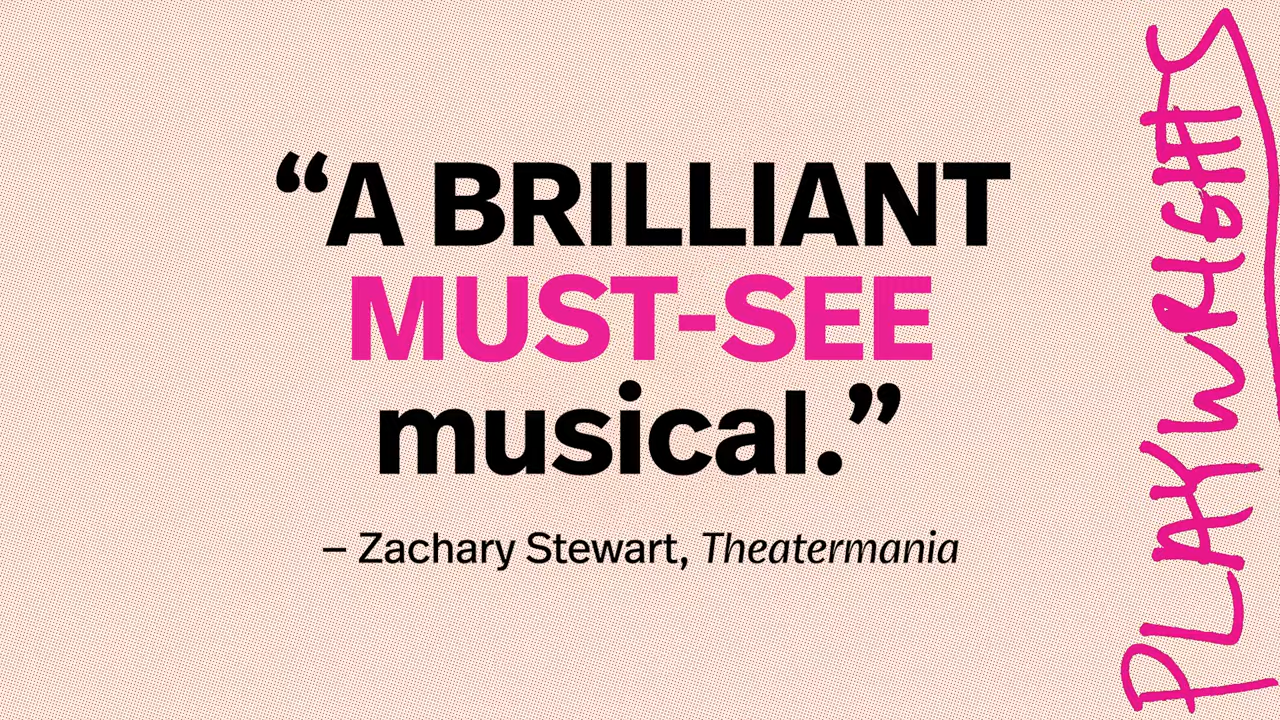 “A BRILLIANT
MUST-SEE
musical.”
– Zachary Stewart, Theatermania
PLAYWRIGHTS